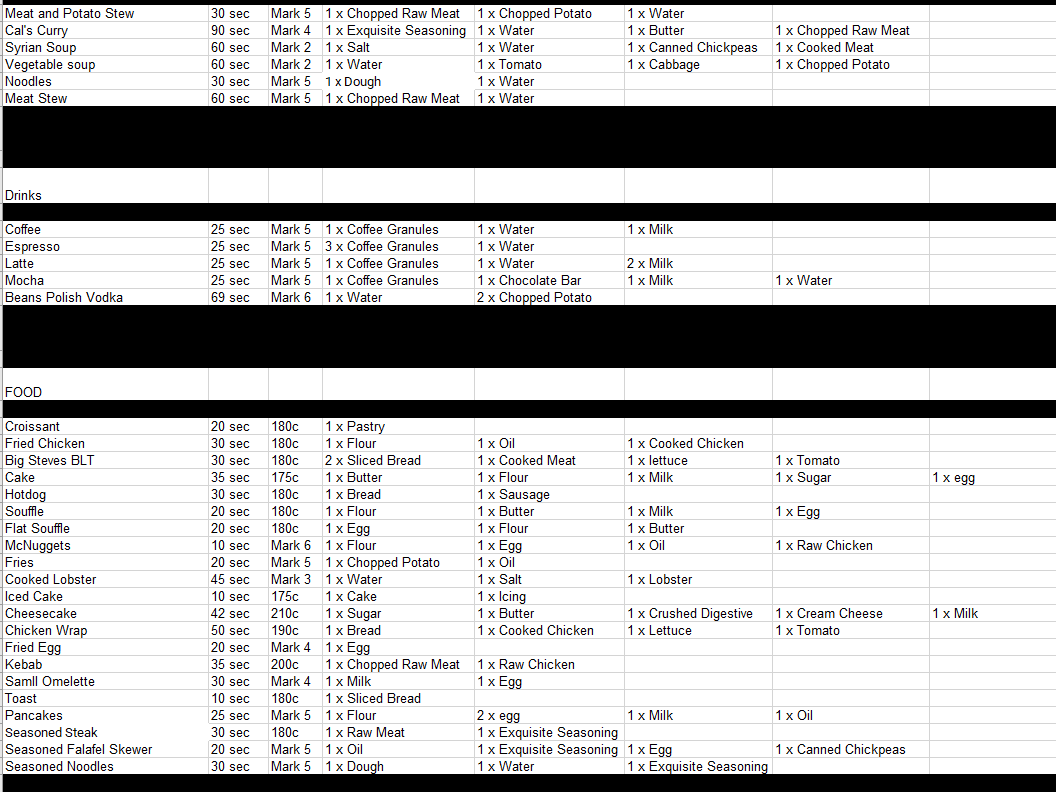 Meat and Potato Stew 30 sec Mark 5 1 x Chopped Raw Meat 1 x Chopped Potato 1 x Water
Cal's Curry 90 sec Mark 4 1 x Exquisite Seasoning 1 x Water 1 x Butter 1 x Chopped Raw Meat
Syrian Soup 60 sec Mark 2 1 x Salt 1 x Water 1 x Canned Chickpeas 1 x Cooked Meat
Vegetable soup 60 sec Mark 2 1 x Water 1 x Tomato 1 x Cabbage 1 x Chopped Potato
Noodles 30 sec Mark 5 1 x Dough 1 x Water
Meat Stew 60 sec Mark 5 1 x Chopped Raw Meat 1 x Water
Drinks
Coffee 25 sec Mark 5 1 x Coffee Granules 1 x Water 1 x Milk
Espresso 25 sec Mark 5 3 x Coffee Granules 1 x Water
Latte 25 sec Mark 5 1 x Coffee Granules 1 x Water 2 x Milk
Mocha 25 sec Mark 5 1 x Coffee Granules 1 x Chocolate Bar 1 x Milk 1 x Water
Beans Polish Vodka 69 sec Mark 6 1 x Water 2 x Chopped Potato
FOOD
Croissant 20 sec 180c 1 x Pastry
Fried Chicken 30 sec 180c 1 x Flour 1 x Oil 1 x Cooked Chicken
Big Steves BLT 30 sec 180c 2 x Sliced Bread 1 x Cooked Meat 1 x lettuce 1 x Tomato
Cake 35 sec 175c 1 x Butter 1 x Flour 1 x Milk 1 x Sugar 1 x egg
Hotdog 30 sec 180c 1 x Bread 1 x Sausage
Souffle 20 sec 180c 1 x Flour 1 x Butter 1 x Milk 1 x Egg
Flat Souffle 20 sec 180c 1 x Egg 1 x Flour 1 x Butter
McNuggets 10 sec Mark 6 1 x Flour 1 x Egg 1 x Oil 1 x Raw Chicken
Fries 20 sec Mark 5 1 x Chopped Potato 1 x Oil
Cooked Lobster 45 sec Mark 3 1 x Water 1 x Salt 1 x Lobster
Iced Cake 10 sec 175c 1 x Cake 1 x Icing
Cheesecake 42 sec 210c 1 x Sugar 1 x Butter 1 x Crushed Digestive 1 x Cream Cheese 1 x Milk
Chicken Wrap 50 sec 190c 1 x Bread 1 x Cooked Chicken 1 x Lettuce 1 x Tomato
Fried Egg 20 sec Mark 4 1 x Egg
Kebab 35 sec 200c 1 x Chopped Raw Meat 1 x Raw Chicken
Samll Omelette 30 sec Mark 4 1 x Milk 1 x Egg
Toast 10 sec 180c 1 x Sliced Bread
Pancakes 25 sec Mark 5 1 x Flour 2 x egg 1 x Milk 1 x Oil
Seasoned Steak 30 sec 180c 1 x Raw Meat 1 x Exquisite Seasoning
Seasoned Falafel Skewer 20 sec Mark 5 1 x Oil 1 x Exquisite Seasoning 1 x Egg 1 x Canned Chickpeas
Seasoned Noodles 30 sec Mark 5 1 x Dough 1 x Water 1 x Exquisite Seasoning